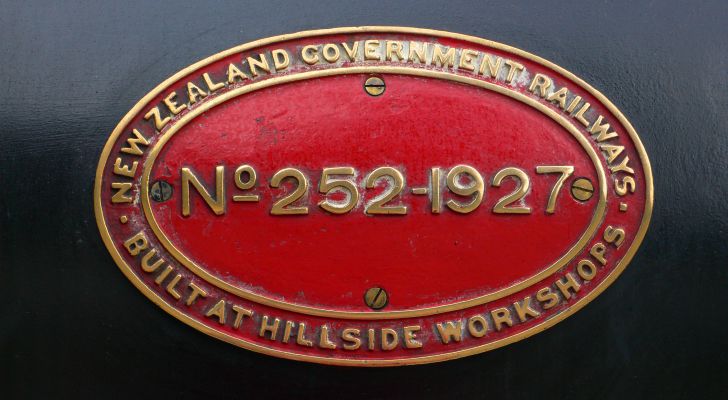 NEW ZEALAND GOVERNMENT RAILWAYS
Nº 252-1927
BUILT AT HILLSIDE WORKSHOPS